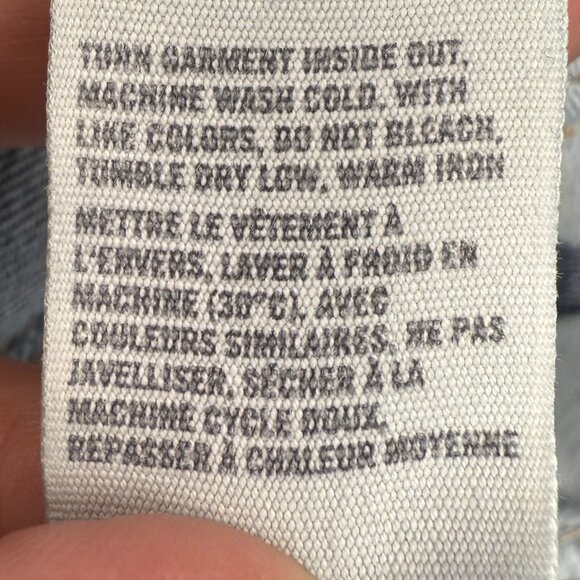 TURN GARMENT INSIDE OUT,
MACHINE WASH COLD. WITH
LIKE COLORS, DO NOT BLEACH,
TUMBLE DRY LOW. WARM IRON
METTRE LE VÊTEMENT À
L'ENVERS, LAVER À FROID EN
MACHINE (30°C), AVEC
COULEURS SIMILAIRES, NE PAS
JAVELLISER, SÉCHER À LA
MACHINE CYCLE DOUX,
REPASSER À CHALEUR MOYENNE